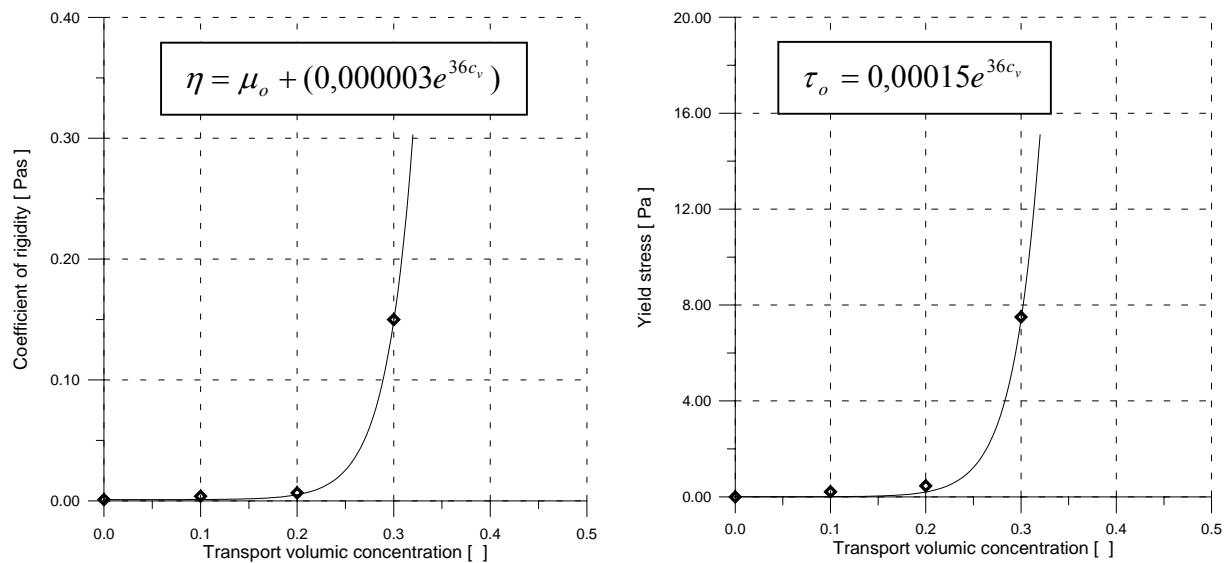 0.40
0.30
0.20
0.10
0.00
Coefficient of rigidity [ Pas ]
η = μₒ + (0,000003e^{36c_v})
0.0 0.1 0.2 0.3 0.4 0.5
Transport volumic concentration [ ]
20.00
16.00
12.00
8.00
4.00
0.00
Yield stress [ Pa ]
τₒ = 0,00015e^{36c_v}
0.0 0.1 0.2 0.3 0.4 0.5
Transport volumic concentration [ ]